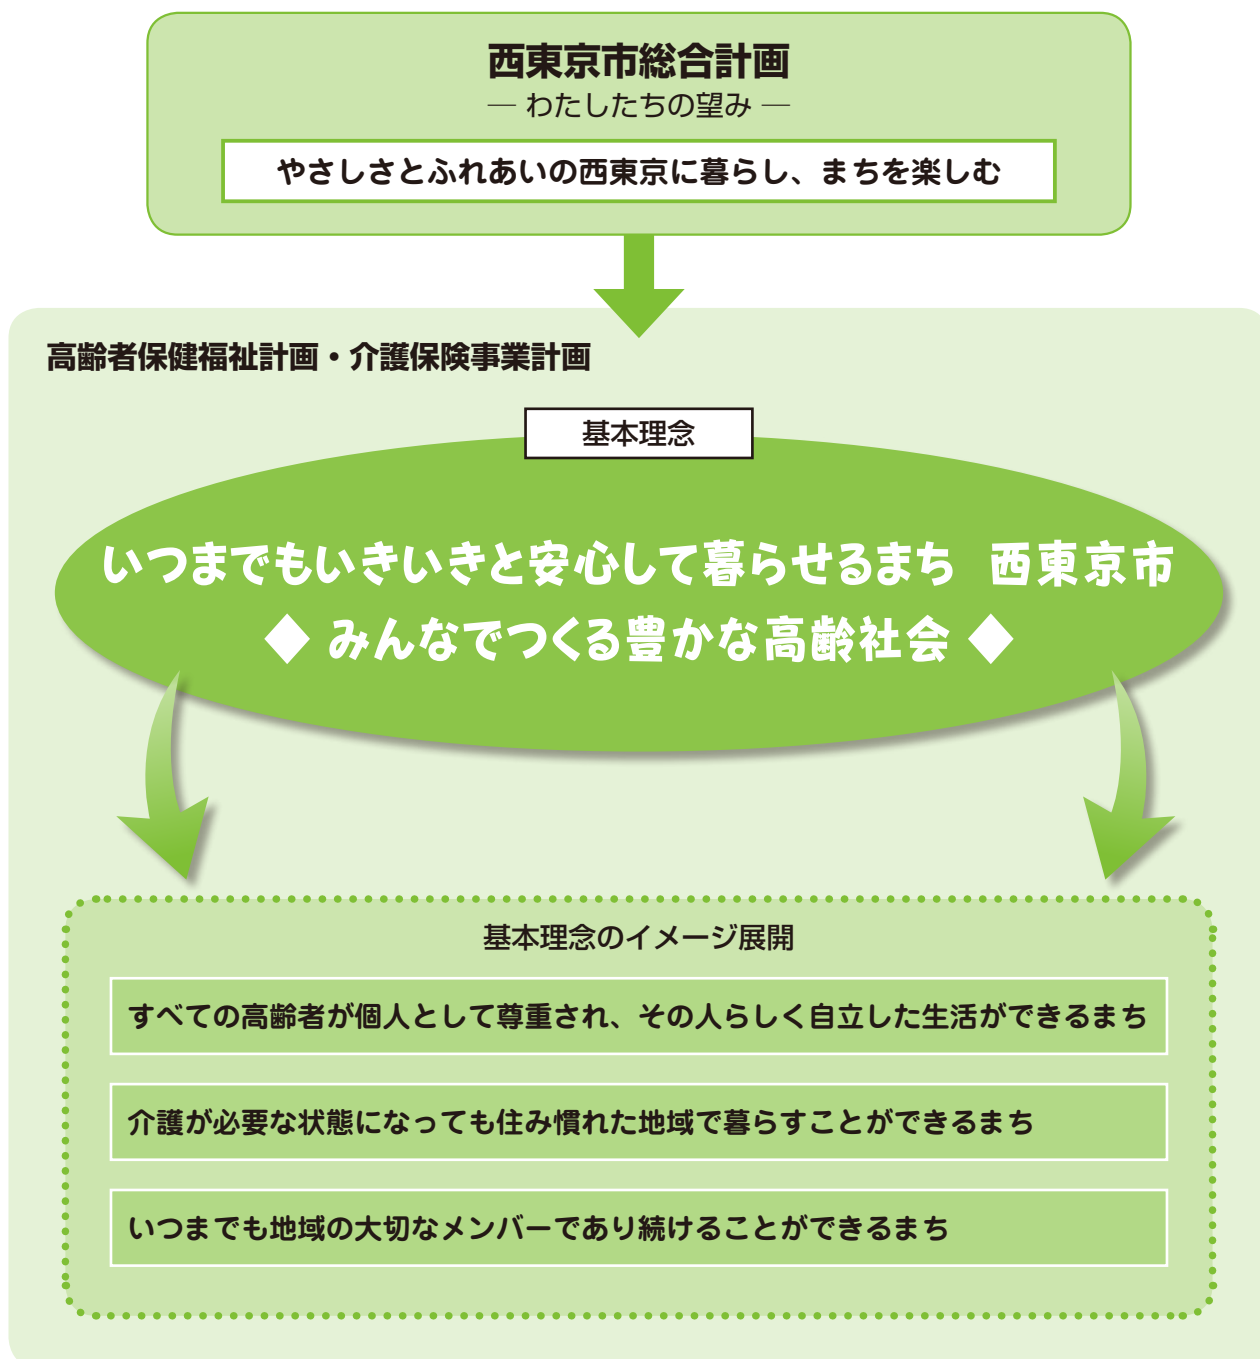 西東京市総合計画
― わたしたちの望み ―
やさしさとふれあいの西東京に暮らし、まちを楽しむ
高齢者保健福祉計画・介護保険事業計画
基本理念
いつまでもいきいきと安心して暮らせるまち 西東京市
◆ みんなでつくる豊かな高齢社会 ◆
基本理念のイメージ展開
すべての高齢者が個人として尊重され、その人らしく自立した生活ができるまち
介護が必要な状態になっても住み慣れた地域で暮らすことができるまち
いつまでも地域の大切なメンバーであり続けることができるまち